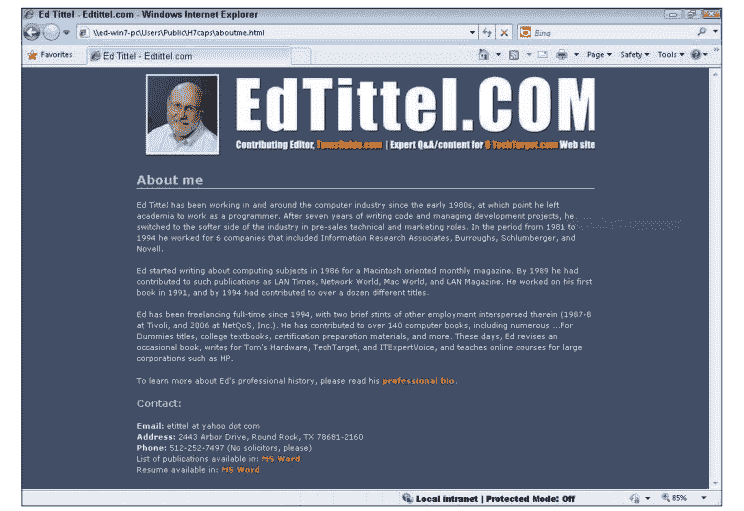 Ed Tittel - Edtittel.com - Windows Internet Explorer
\\ed-win7-pc\Users\Public\H7caps\aboutme.html
Bing
Favorites
Ed Tittel - Edtittel.com
Page
Safety
Tools
EdTittel.COM
Contributing Editor, TomsGuide.com | Expert Q&A/content for @ TechTarget.com Web site
About me
Ed Tittel has been working in and around the computer industry since the early 1980s, at which point he left
academia to work as a programmer. After seven years of writing code and managing development projects, he
switched to the softer side of the industry in pre-sales technical and marketing roles. In the period from 1981 to
1994 he worked for 6 companies that included Information Research Associates, Burroughs, Schlumberger, and
Novell.
Ed started writing about computing subjects in 1986 for a Macintosh oriented monthly magazine. By 1989 he had
contributed to such publications as LAN Times, Network World, Mac World, and LAN Magazine. He worked on his first
book in 1991, and by 1994 had contributed to over a dozen different titles.
Ed has been freelancing full-time since 1994, with two brief stints of other employment interspersed therein (1987-8
at Tivoli, and 2006 at NetQoS, Inc.). He has contributed to over 140 computer books, including numerous ...For
Dummies titles, college textbooks, certification preparation materials, and more. These days, Ed revises an
occasional book, writes for Tom's Hardware, TechTarget, and ITExpertVoice, and teaches online courses for large
corporations such as HP.
To learn more about Ed's professional history, please read his professional bio.
Contact:
Email: etittel at yahoo dot com
Address: 2443 Arbor Drive, Round Rock, TX 78681-2160
Phone: 512-252-7497 (No solicitors, please)
List of publications available in: MS Word
Resume available in: MS Word
Local intranet | Protected Mode: Off
85%